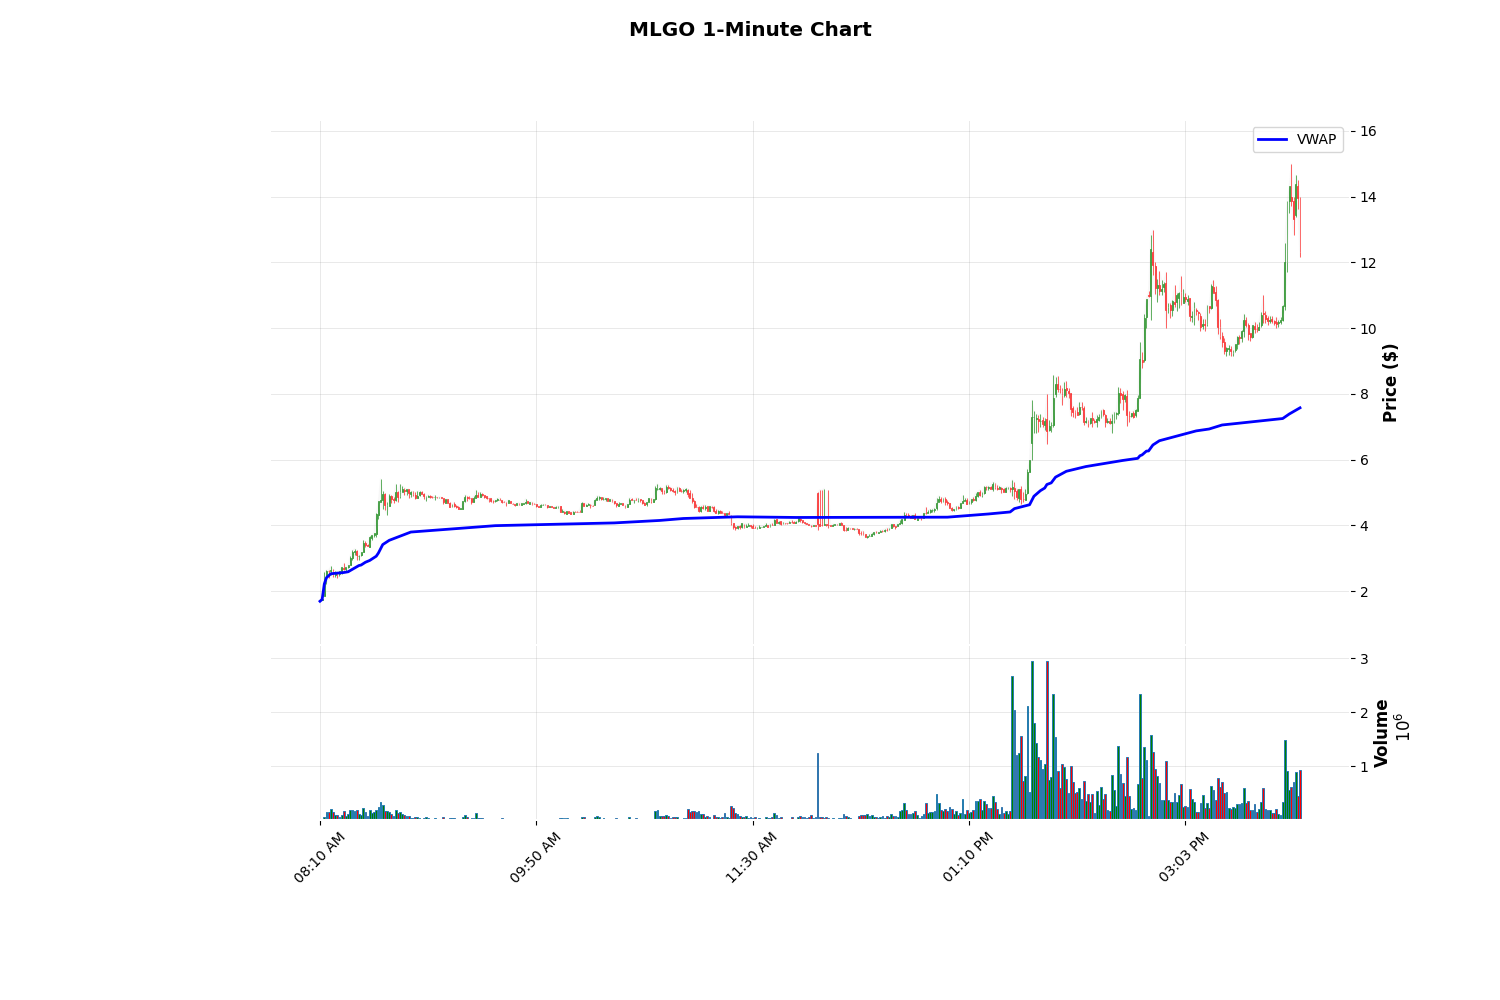 MLGO 1-Minute Chart
VWAP
16
14
12
10
8
6
4
2
Price ($)
3
2
1
Volume
10⁶
08:10 AM
09:50 AM
11:30 AM
01:10 PM
03:03 PM